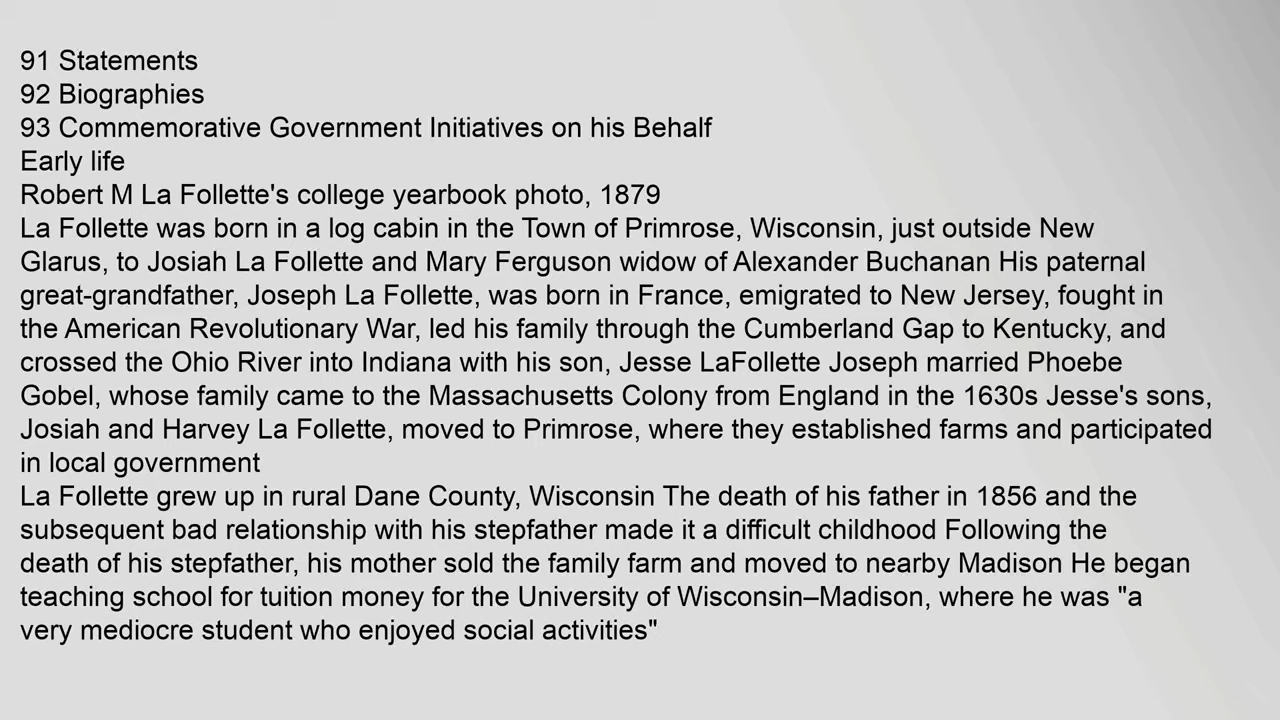 91 Statements
92 Biographies
93 Commemorative Government Initiatives on his Behalf
Early life
Robert M La Follette's college yearbook photo, 1879
La Follette was born in a log cabin in the Town of Primrose, Wisconsin, just outside New
Glarus, to Josiah La Follette and Mary Ferguson widow of Alexander Buchanan His paternal
great-grandfather, Joseph La Follette, was born in France, emigrated to New Jersey, fought in
the American Revolutionary War, led his family through the Cumberland Gap to Kentucky, and
crossed the Ohio River into Indiana with his son, Jesse LaFollette Joseph married Phoebe
Gobel, whose family came to the Massachusetts Colony from England in the 1630s Jesse's sons,
Josiah and Harvey La Follette, moved to Primrose, where they established farms and participated
in local government
La Follette grew up in rural Dane County, Wisconsin The death of his father in 1856 and the
subsequent bad relationship with his stepfather made it a difficult childhood Following the
death of his stepfather, his mother sold the family farm and moved to nearby Madison He began
teaching school for tuition money for the University of Wisconsin–Madison, where he was "a
very mediocre student who enjoyed social activities"